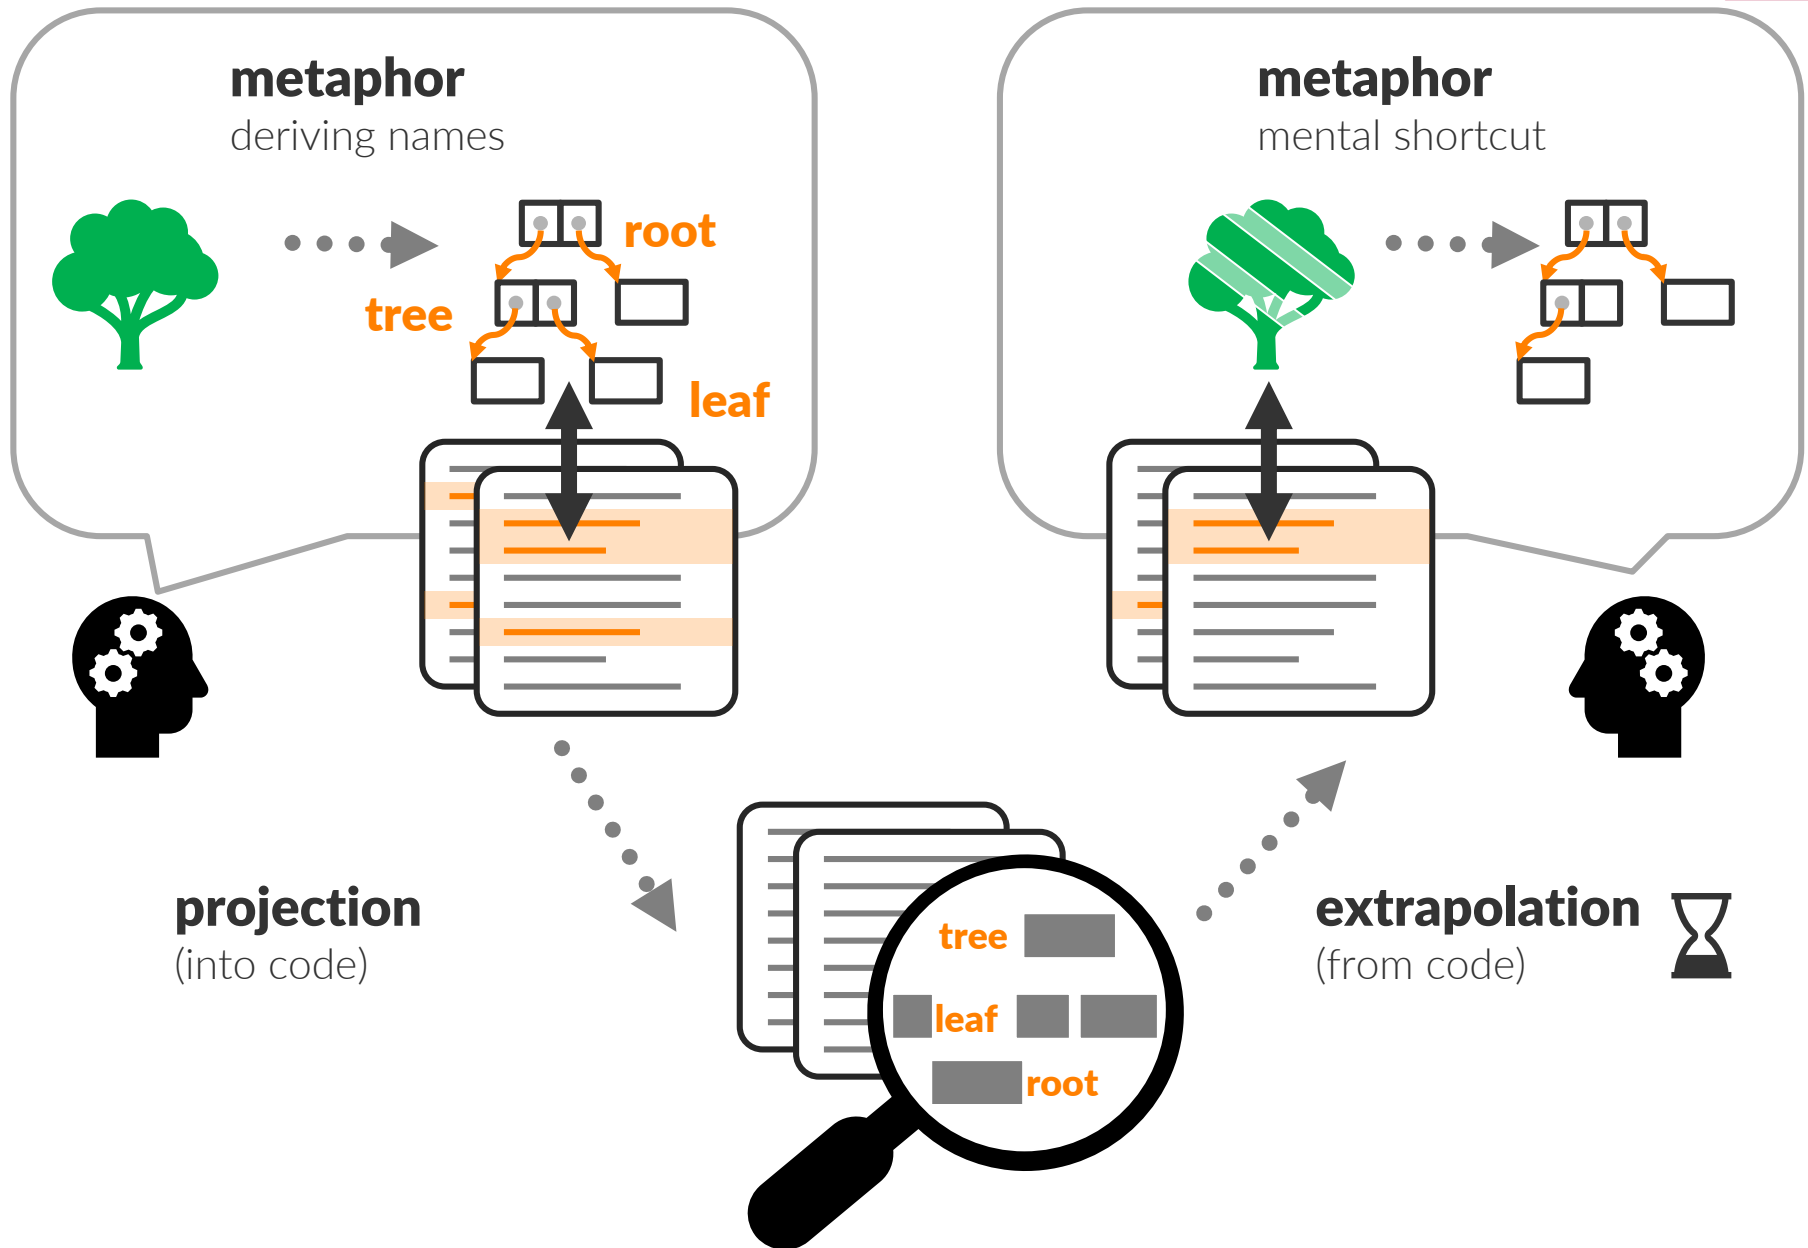 metaphor
deriving names
root
tree
leaf
metaphor
mental shortcut
projection
(into code)
tree
leaf
root
extrapolation
(from code)